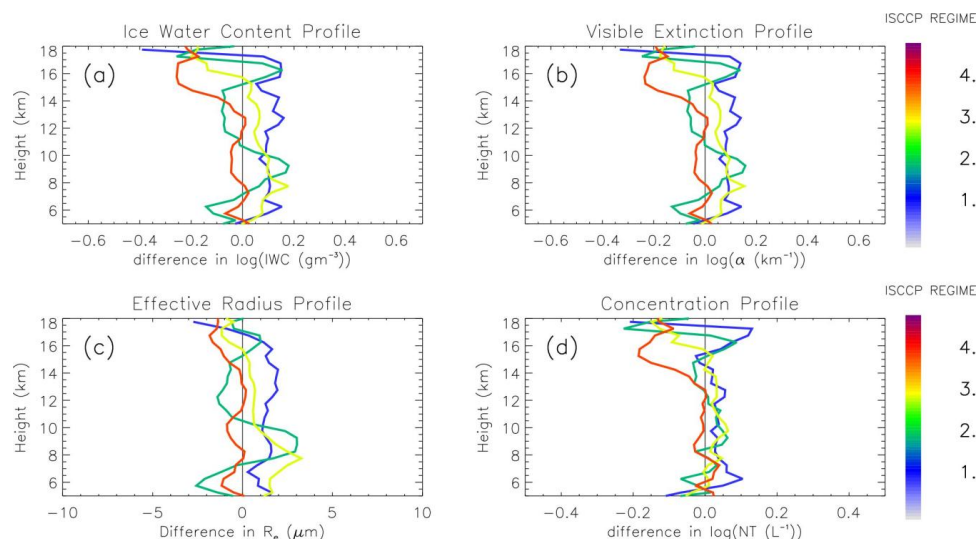 Ice Water Content Profile
Visible Extinction Profile
ISCCP REGIME
(a)
(b)
Height (km)
Height (km)
18
16
14
12
10
8
6
18
16
14
12
10
8
6
4.
3.
2.
1.
-0.6 -0.4 -0.2 0.0 0.2 0.4 0.6
-0.6 -0.4 -0.2 0.0 0.2 0.4 0.6
difference in log(IWC (gm⁻³))
difference in log(α (km⁻¹))
Effective Radius Profile
Concentration Profile
ISCCP REGIME
(c)
(d)
Height (km)
Height (km)
18
16
14
12
10
8
6
18
16
14
12
10
8
6
4.
3.
2.
1.
-10 -5 0 5 10
-0.4 -0.2 0.0 0.2 0.4
Difference in Rₑ (μm)
difference in log(NT (L⁻¹))